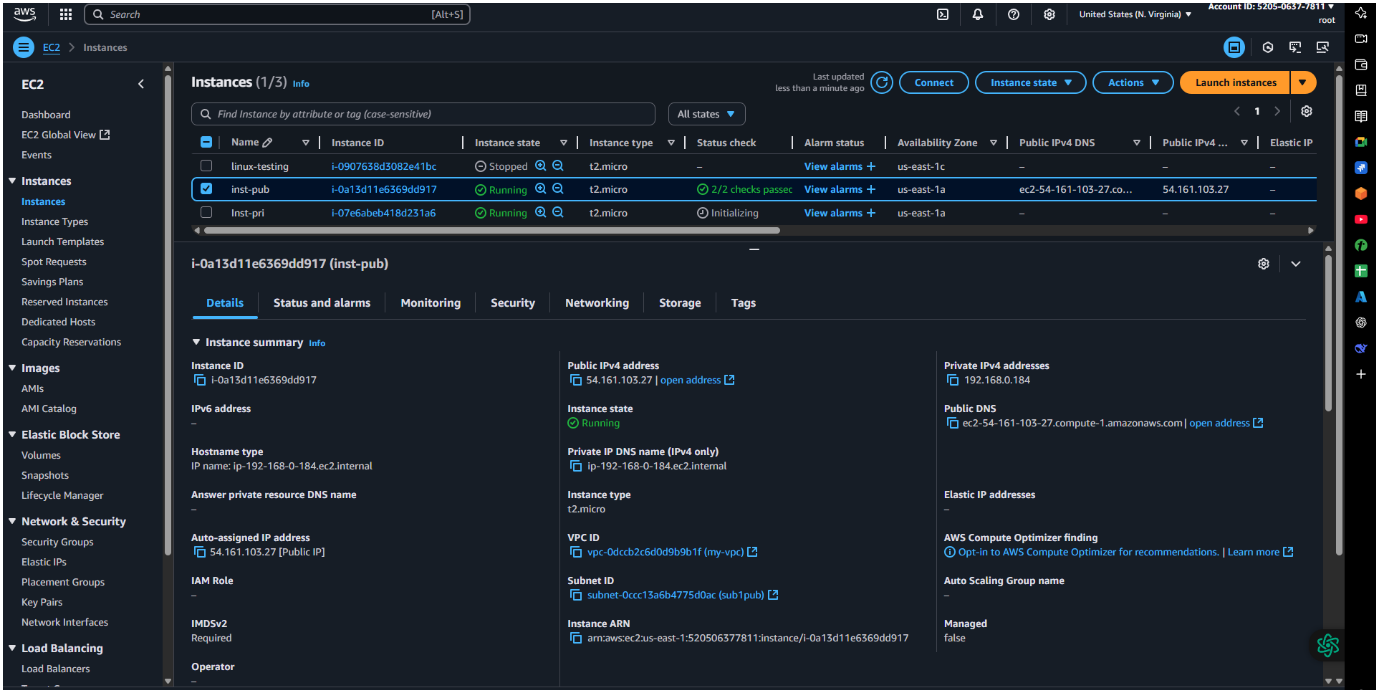 aws
Search [Alt+S]
United States (N. Virginia)
Account ID: 5205-0637-7811
root
EC2 > Instances
EC2
Dashboard
EC2 Global View
Events
Instances
Instances
Instance Types
Launch Templates
Spot Requests
Savings Plans
Reserved Instances
Dedicated Hosts
Capacity Reservations
Images
AMIs
AMI Catalog
Elastic Block Store
Volumes
Snapshots
Lifecycle Manager
Network & Security
Security Groups
Elastic IPs
Placement Groups
Key Pairs
Network Interfaces
Load Balancing
Load Balancers
Instances (1/3) Info
Last updated
less than a minute ago
Connect
Instance state
Actions
Launch instances
Find Instance by attribute or tag (case-sensitive)
All states
1
Name Instance ID Instance state Instance type Status check Alarm status Availability Zone Public IPv4 DNS Public IPv4 ... Elastic IP
linux-testing i-0907638d3082e41bc Stopped t2.micro – View alarms + us-east-1c – – –
inst-pub i-0a13d11e6369dd917 Running t2.micro 2/2 checks passec View alarms + us-east-1a ec2-54-161-103-27.co... 54.161.103.27 –
Inst-pri i-07e6abeb418d231a6 Running t2.micro Initializing View alarms + us-east-1a – – –
i-0a13d11e6369dd917 (inst-pub)
Details Status and alarms Monitoring Security Networking Storage Tags
Instance summary Info
Instance ID
i-0a13d11e6369dd917
IPv6 address
–
Hostname type
IP name: ip-192-168-0-184.ec2.internal
Answer private resource DNS name
–
Auto-assigned IP address
54.161.103.27 [Public IP]
IAM Role
–
IMDSv2
Required
Operator
–
Public IPv4 address
54.161.103.27 | open address
Instance state
Running
Private IP DNS name (IPv4 only)
ip-192-168-0-184.ec2.internal
Instance type
t2.micro
VPC ID
vpc-0dccb2c6d0d9b9b1f (my-vpc)
Subnet ID
subnet-0ccc13a6b4775d0ac (sub1pub)
Instance ARN
arn:aws:ec2:us-east-1:520506377811:instance/i-0a13d11e6369dd917
Private IPv4 addresses
192.168.0.184
Public DNS
ec2-54-161-103-27.compute-1.amazonaws.com | open address
Elastic IP addresses
–
AWS Compute Optimizer finding
Opt-in to AWS Compute Optimizer for recommendations. | Learn more
Auto Scaling Group name
–
Managed
false